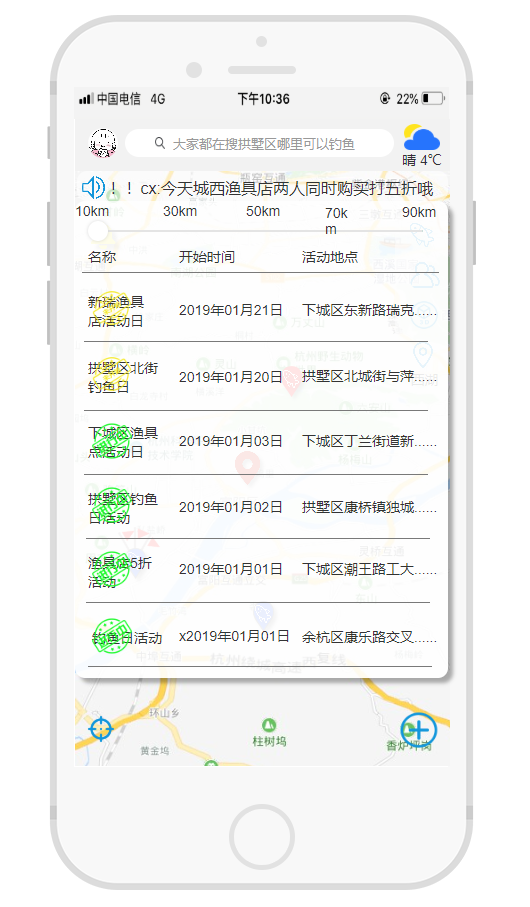 中国电信 4G 下午10:36 22%
大家都在搜拱墅区哪里可以钓鱼
晴 4℃
！！cx:今天城西渔具店两人同时购买打五折哦
10km 30km 50km 70k 90km
m
名称 开始时间 活动地点
新瑞渔具
店活动日 2019年01月21日 下城区东新路瑞克......
拱墅区北街
钓鱼日 2019年01月20日 拱墅区北城街与萍......
下城区渔具
点活动日 2019年01月03日 下城区丁兰街道新......
拱墅区钓鱼
日活动 2019年01月02日 拱墅区康桥镇独城......
渔具店5折
活动 2019年01月01日 下城区潮王路工大......
钓鱼日活动 x2019年01月01日 余杭区康乐路交叉......
杭州绕城高速西复线
环山乡
柱树坞
黄金坞
香炉坪岗